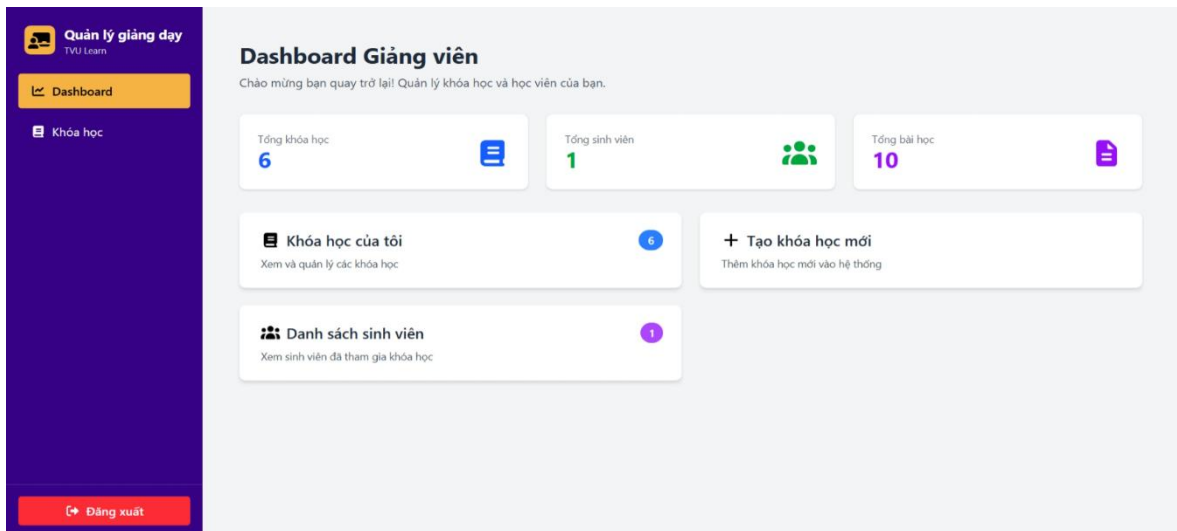 Quản lý giảng dạy
TVU Learn
Dashboard
Khóa học
Đăng xuất
Dashboard Giảng viên
Chào mừng bạn quay trở lại! Quản lý khóa học và học viên của bạn.
Tổng khóa học
6
Tổng sinh viên
1
Tổng bài học
10
Khóa học của tôi
6
Xem và quản lý các khóa học
Tạo khóa học mới
Thêm khóa học mới vào hệ thống
Danh sách sinh viên
1
Xem sinh viên đã tham gia khóa học